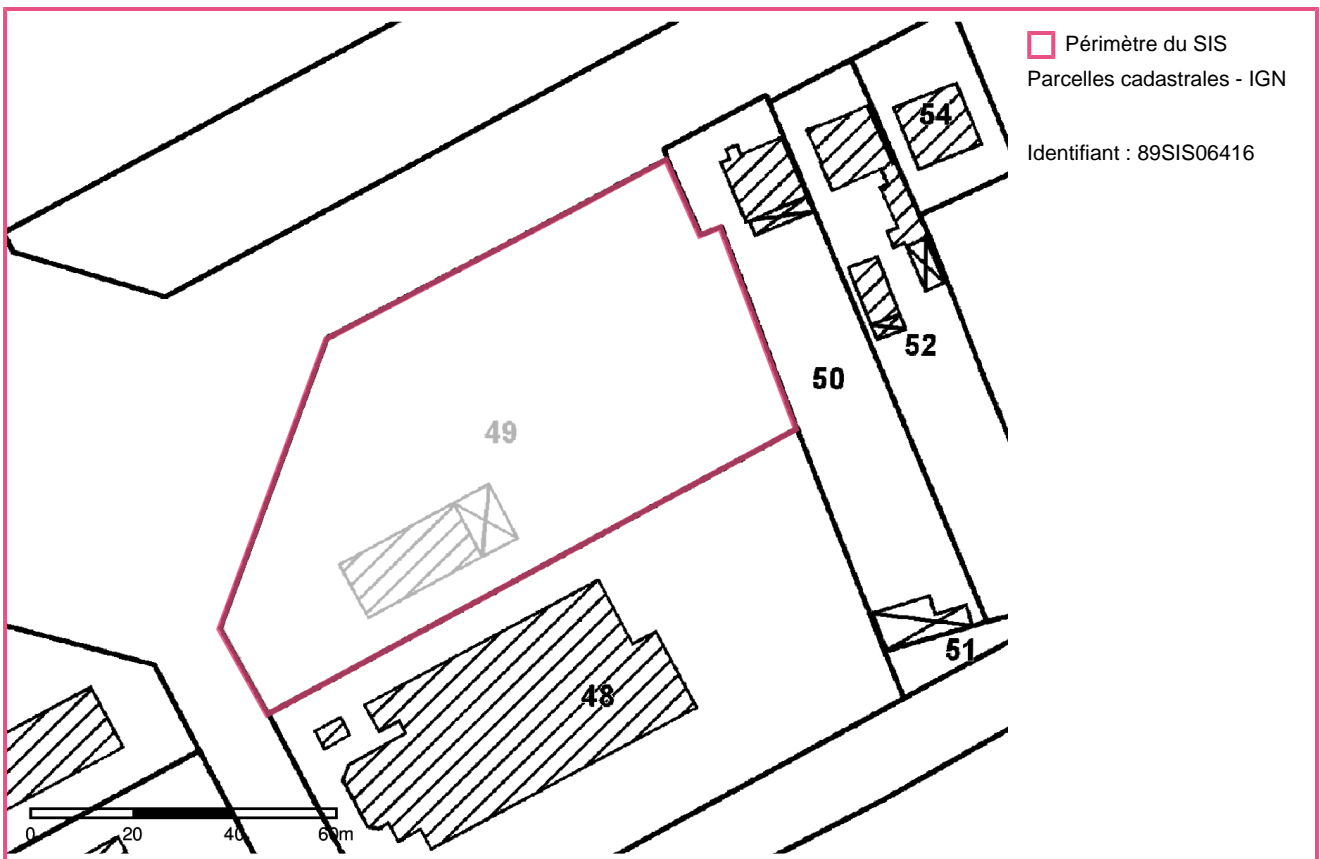 Périmètre du SIS
Parcelles cadastrales - IGN
Identifiant : 89SIS06416
54
52
50
49
51
48
0 20 40 60m